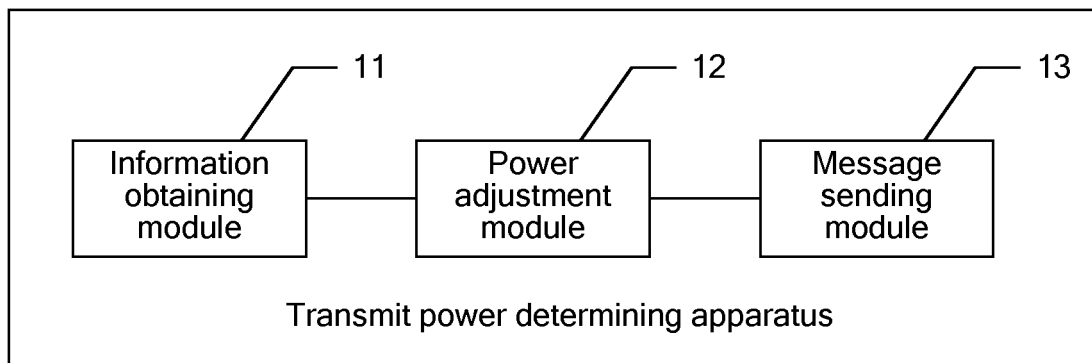 11
12
13
Information
obtaining
module
Power
adjustment
module
Message
sending
module
Transmit power determining apparatus